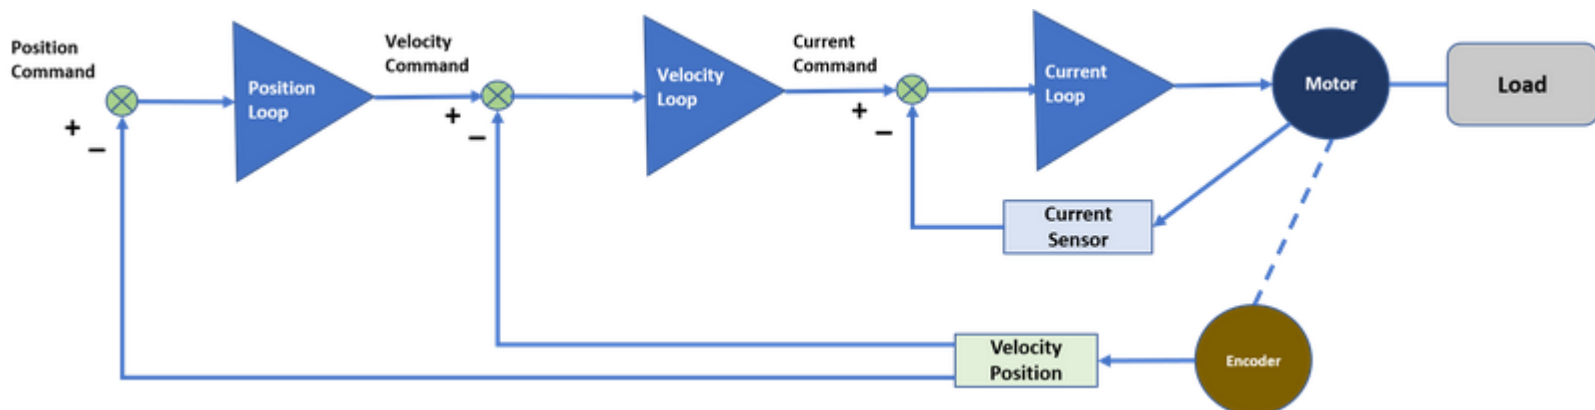 Position
Command
+
−
Position
Loop
Velocity
Command
+
−
Velocity
Loop
Current
Command
+
−
Current
Loop
Motor
Load
Current
Sensor
Velocity
Position
Encoder